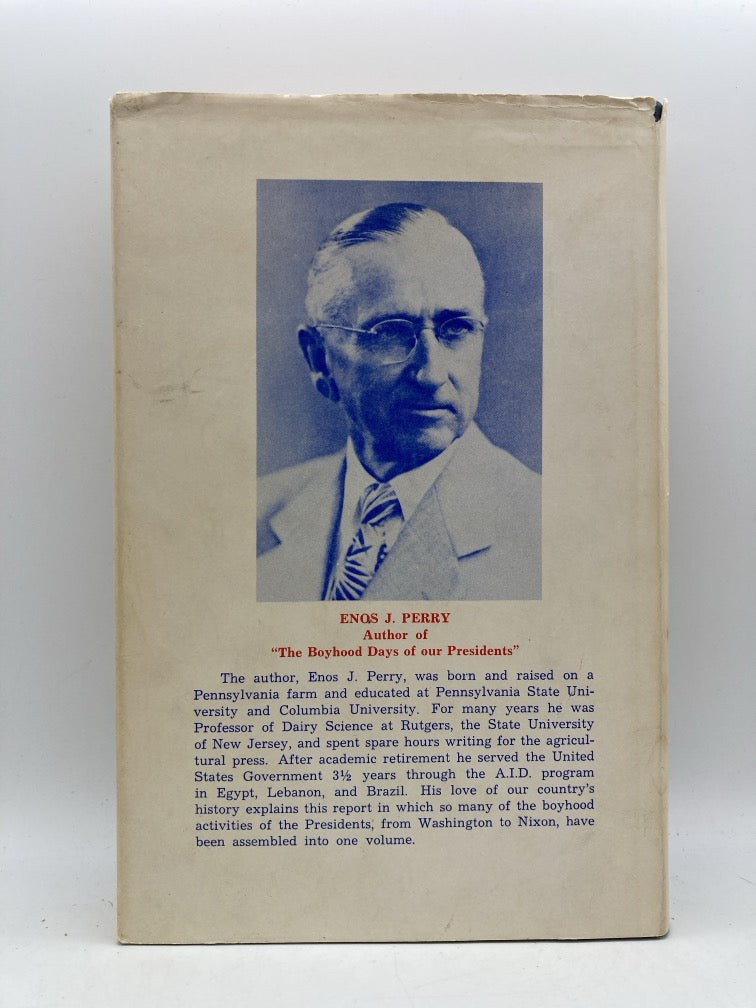 ENOS J. PERRY
Author of
“The Boyhood Days of our Presidents”
The author, Enos J. Perry, was born and raised on a
Pennsylvania farm and educated at Pennsylvania State Uni-
versity and Columbia University. For many years he was
Professor of Dairy Science at Rutgers, the State University
of New Jersey, and spent spare hours writing for the agricul-
tural press. After academic retirement he served the United
States Government 3½ years through the A.I.D. program
in Egypt, Lebanon, and Brazil. His love of our country's
history explains this report in which so many of the boyhood
activities of the Presidents, from Washington to Nixon, have
been assembled into one volume.